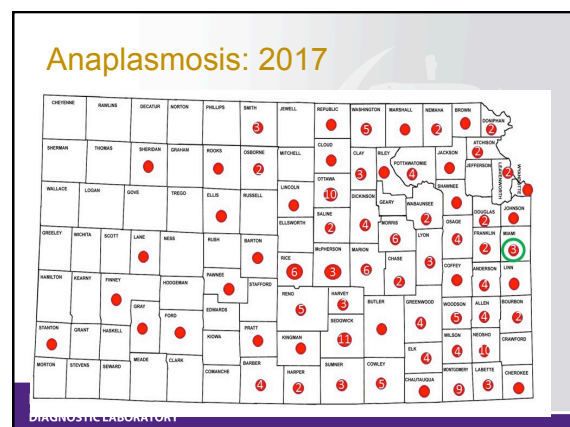 Anaplasmosis: 2017
CHEYENNE RAWLINS DECATUR NORTON PHILLIPS SMITH JEWELL REPUBLIC WASHINGTON MARSHALL NEMAHA BROWN DONIPHAN
3 5 2 2
ATCHISON
2
SHERMAN THOMAS SHERIDAN GRAHAM ROOKS OSBORNE MITCHELL CLOUD CLAY RILEY POTTAWATOMIE JACKSON JEFFERSON LEAVENWORTH WYANDOTTE
2 3 4 2
OTTAWA
10
WALLACE LOGAN GOVE TREGO ELLIS RUSSELL LINCOLN DICKINSON GEARY WABAUNSEE SHAWNEE DOUGLAS JOHNSON
4 2 2
ELLSWORTH SALINE MORRIS OSAGE FRANKLIN MIAMI
2 6 4 2 3
GREELEY WICHITA SCOTT LANE NESS RUSH BARTON RICE McPHERSON MARION CHASE LYON COFFEY ANDERSON LINN
6 3 6 2 3 4
HAMILTON KEARNY FINNEY HODGEMAN PAWNEE STAFFORD RENO HARVEY BUTLER GREENWOOD WOODSON ALLEN BOURBON
5 3 4 5 4 2
GRAY FORD EDWARDS SEDGWICK
11
STANTON GRANT HASKELL KIOWA PRATT KINGMAN ELK WILSON NEOSHO CRAWFORD
4 4 10
MORTON STEVENS SEWARD MEADE CLARK COMANCHE BARBER HARPER SUMNER COWLEY CHAUTAUQUA MONTGOMERY LABETTE CHEROKEE
4 2 3 5 9 3
DIAGNOSTIC LABORATORY